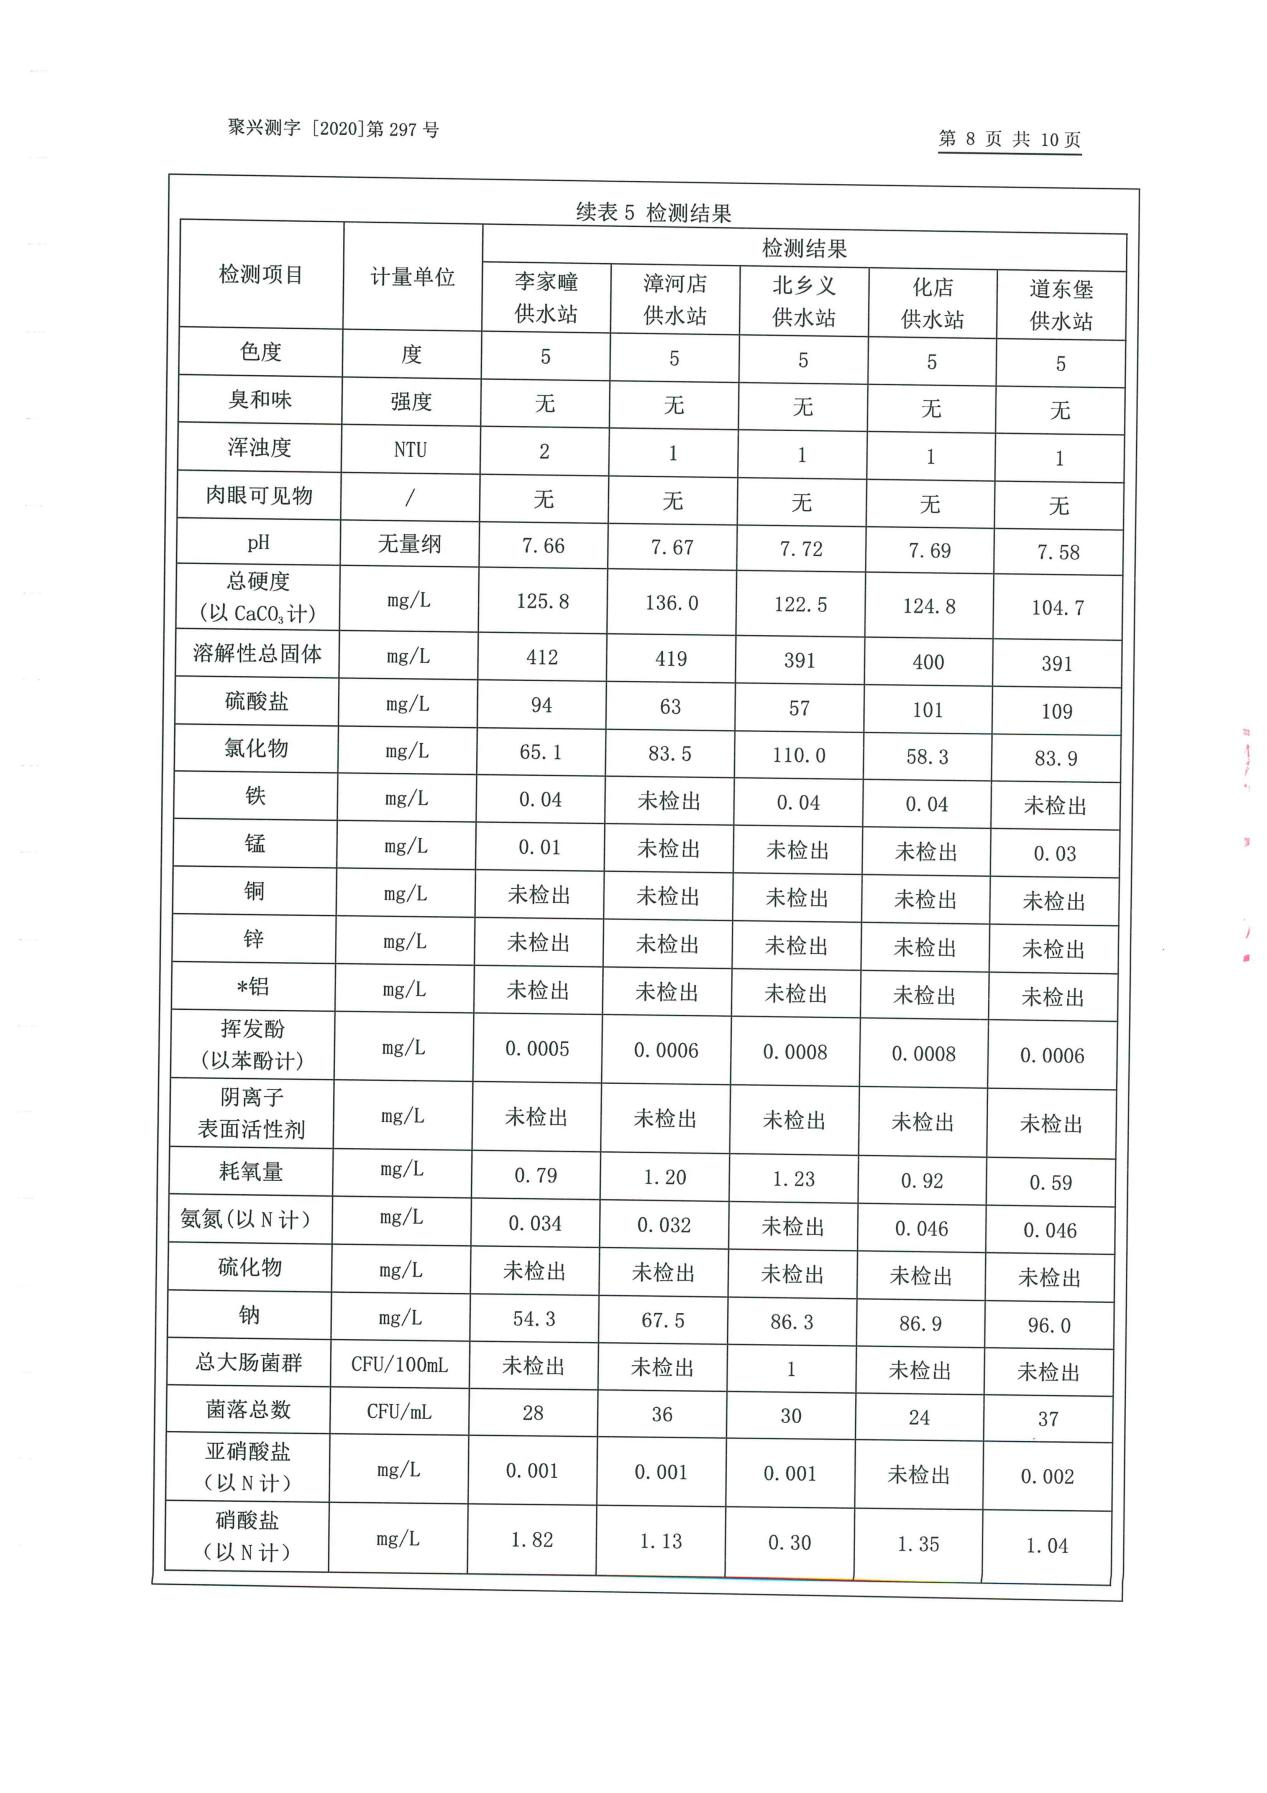 聚兴测字 [2020]第 297 号
第 8 页 共 10 页
续表 5 检测结果
检测项目 计量单位 检测结果
李家疃供水站 漳河店供水站 北乡义供水站 化店供水站 道东堡供水站
色度 度 5 5 5 5 5
臭和味 强度 无 无 无 无 无
浑浊度 NTU 2 1 1 1 1
肉眼可见物 / 无 无 无 无 无
pH 无量纲 7.66 7.67 7.72 7.69 7.58
总硬度（以 CaCO₃ 计） mg/L 125.8 136.0 122.5 124.8 104.7
溶解性总固体 mg/L 412 419 391 400 391
硫酸盐 mg/L 94 63 57 101 109
氯化物 mg/L 65.1 83.5 110.0 58.3 83.9
铁 mg/L 0.04 未检出 0.04 0.04 未检出
锰 mg/L 0.01 未检出 未检出 未检出 0.03
铜 mg/L 未检出 未检出 未检出 未检出 未检出
锌 mg/L 未检出 未检出 未检出 未检出 未检出
*铝 mg/L 未检出 未检出 未检出 未检出 未检出
挥发酚（以苯酚计） mg/L 0.0005 0.0006 0.0008 0.0008 0.0006
阴离子表面活性剂 mg/L 未检出 未检出 未检出 未检出 未检出
耗氧量 mg/L 0.79 1.20 1.23 0.92 0.59
氨氮（以 N 计） mg/L 0.034 0.032 未检出 0.046 0.046
硫化物 mg/L 未检出 未检出 未检出 未检出 未检出
钠 mg/L 54.3 67.5 86.3 86.9 96.0
总大肠菌群 CFU/100mL 未检出 未检出 1 未检出 未检出
菌落总数 CFU/mL 28 36 30 24 37
亚硝酸盐（以 N 计） mg/L 0.001 0.001 0.001 未检出 0.002
硝酸盐（以 N 计） mg/L 1.82 1.13 0.30 1.35 1.04